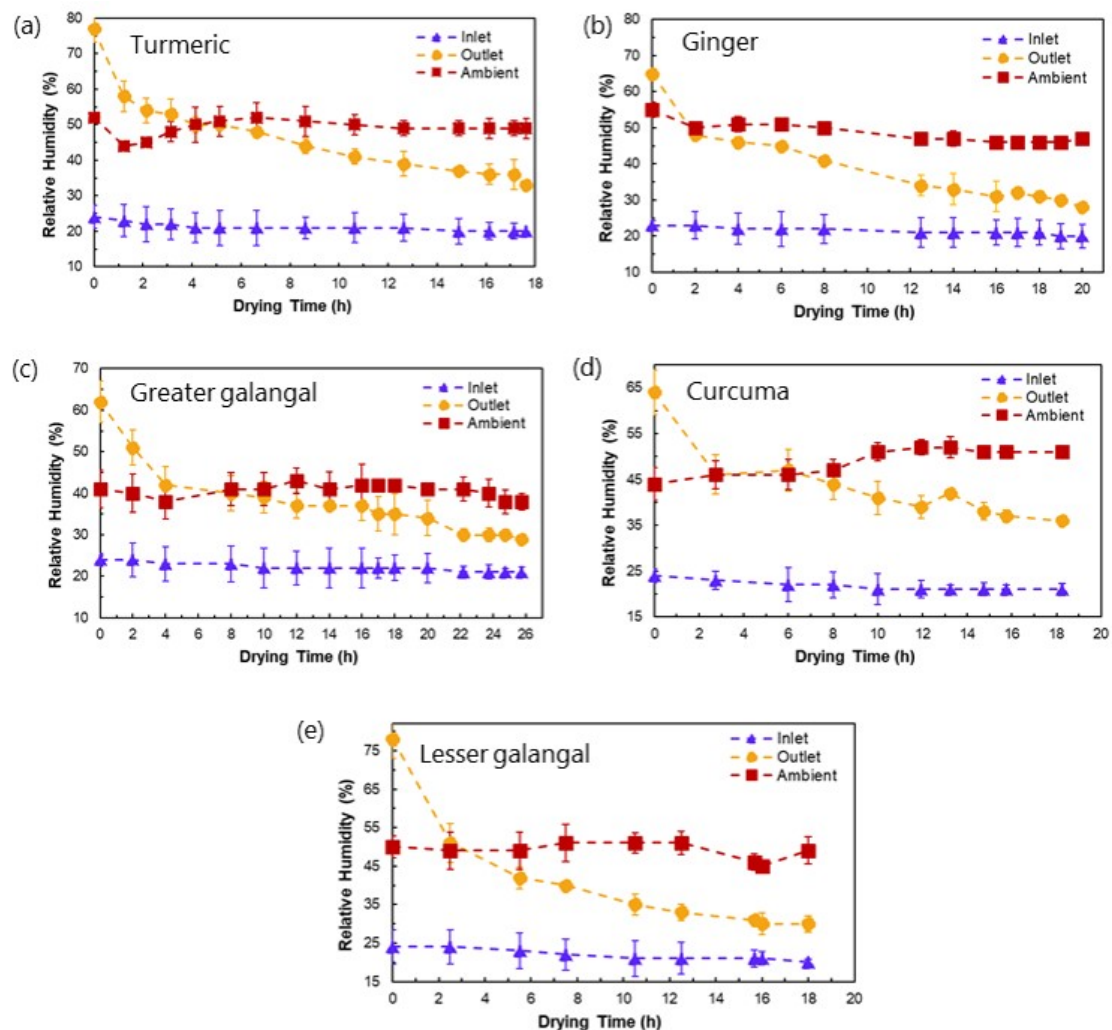 (a)
Turmeric
Inlet
Outlet
Ambient
Relative Humidity (%)
80
70
60
50
40
30
20
10
0 2 4 6 8 10 12 14 16 18
Drying Time (h)
(b)
Ginger
Inlet
Outlet
Ambient
Relative Humidity (%)
80
70
60
50
40
30
20
10
0 2 4 6 8 10 12 14 16 18 20
Drying Time (h)
(c)
Greater galangal
Inlet
Outlet
Ambient
Relative Humidity (%)
70
60
50
40
30
20
10
0 2 4 6 8 10 12 14 16 18 20 22 24 26
Drying Time (h)
(d)
Curcuma
Inlet
Outlet
Ambient
Relative Humidity (%)
65
55
45
35
25
15
0 2 4 6 8 10 12 14 16 18 20
Drying Time (h)
(e)
Lesser galangal
Inlet
Outlet
Ambient
Relative Humidity (%)
75
65
55
45
35
25
15
0 2 4 6 8 10 12 14 16 18 20
Drying Time (h)